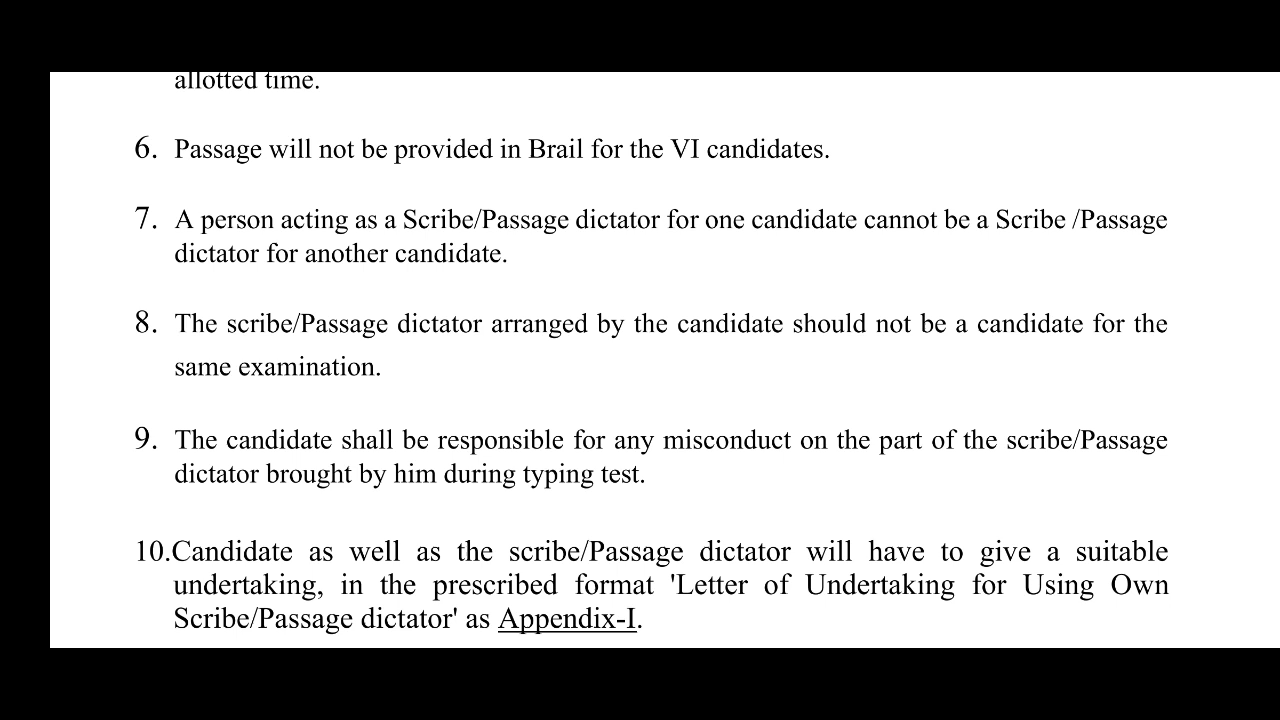 allotted time.
6. Passage will not be provided in Brail for the VI candidates.
7. A person acting as a Scribe/Passage dictator for one candidate cannot be a Scribe /Passage
dictator for another candidate.
8. The scribe/Passage dictator arranged by the candidate should not be a candidate for the
same examination.
9. The candidate shall be responsible for any misconduct on the part of the scribe/Passage
dictator brought by him during typing test.
10.Candidate as well as the scribe/Passage dictator will have to give a suitable
undertaking, in the prescribed format 'Letter of Undertaking for Using Own
Scribe/Passage dictator' as Appendix-I.